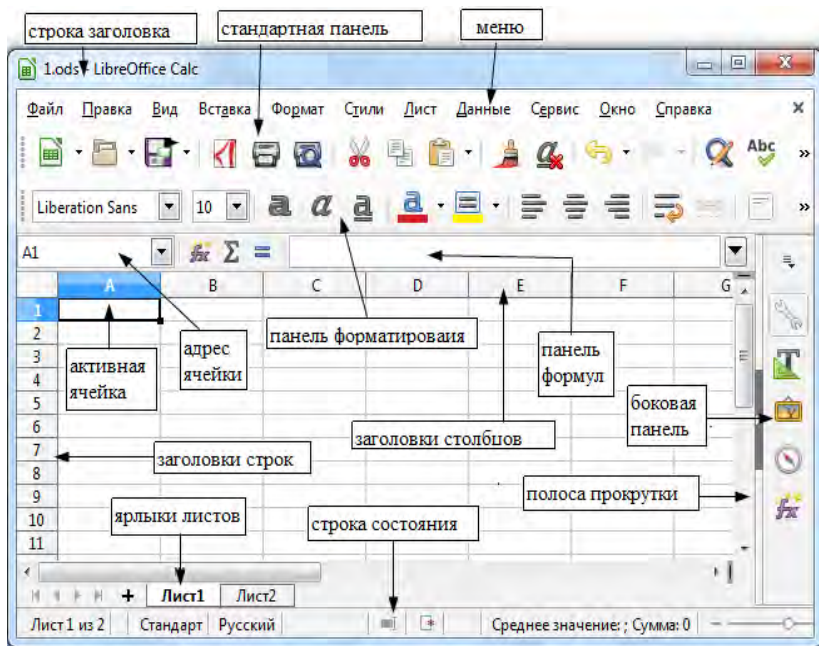 строка заголовка
стандартная панель
меню
1.ods LibreOffice Calc
Файл Правка Вид Вставка Формат Стили Лист Данные Сервис Окно Справка
Abc
Liberation Sans 10 a a a a
A1 fx Σ =
A B C D E F G
1
2
3
4
5
6
7
8
9
10
11
активная
ячейка
адрес
ячейки
панель форматироваия
панель
формул
боковая
панель
заголовки столбцов
заголовки строк
полоса прокрутки
ярлыки листов
строка состояния
fx
Лист1 Лист2
Лист 1 из 2 Стандарт Русский Среднее значение: ; Сумма: 0